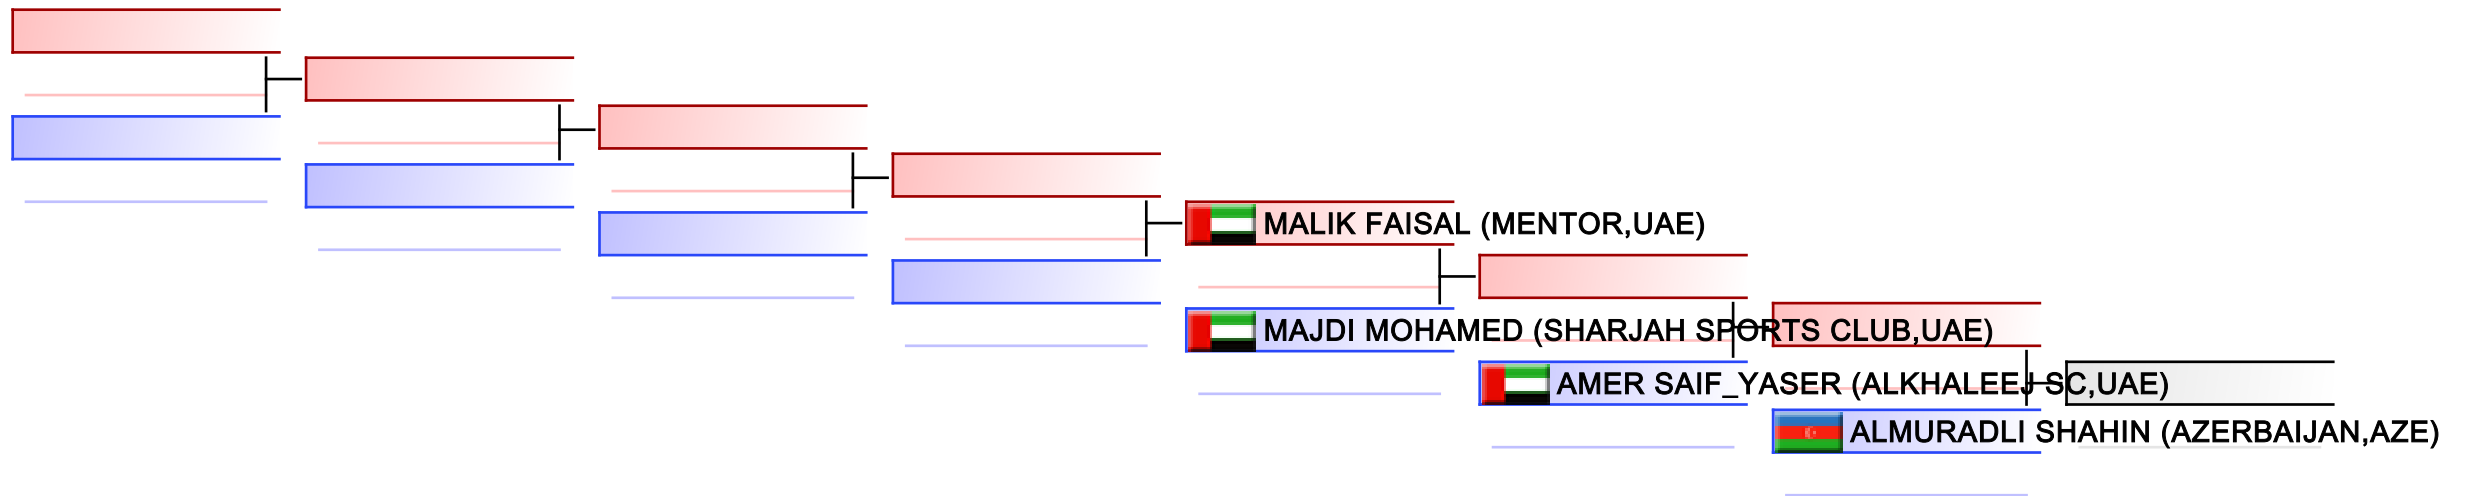 MALIK FAISAL (MENTOR,UAE)
MAJDI MOHAMED (SHARJAH SPORTS CLUB,UAE)
AMER SAIF_YASER (ALKHALEEJ SC,UAE)
ALMURADLI SHAHIN (AZERBAIJAN,AZE)